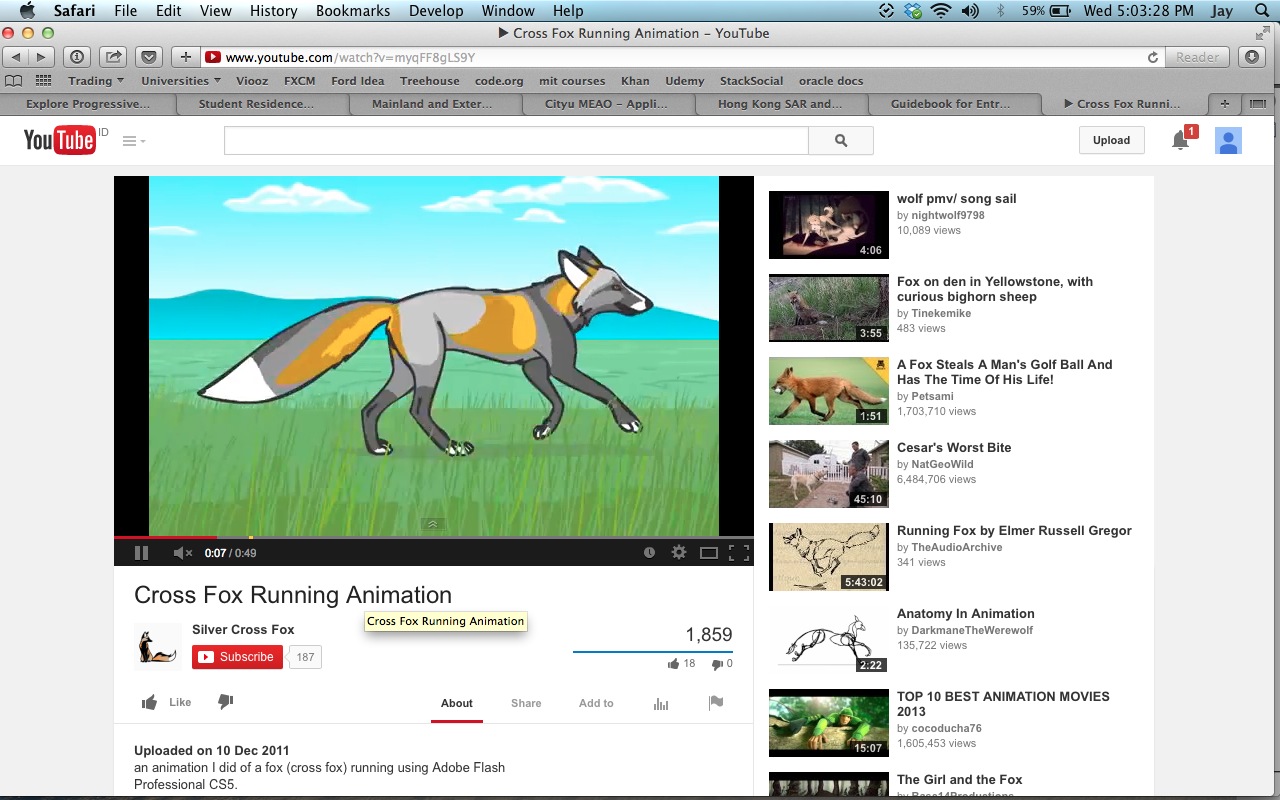 Safari File Edit View History Bookmarks Develop Window Help 59% Wed 5:03:28 PM Jay
▶ Cross Fox Running Animation – YouTube
www.youtube.com/watch?v=myqFF8gLS9Y Reader
Trading Universities Viooz FXCM Ford Idea Treehouse code.org mit courses Khan Udemy StackSocial oracle docs
Explore Progressive... Student Residence... Mainland and Exter... Cityu MEAO – Appli... Hong Kong SAR and... Guidebook for Entr... ▶ Cross Fox Runni...
YouTube ID Upload 1
0:07 / 0:49
Cross Fox Running Animation
Cross Fox Running Animation
Silver Cross Fox
Subscribe 187
1,859
18 0
Like About Share Add to
Uploaded on 10 Dec 2011
an animation I did of a fox (cross fox) running using Adobe Flash
Professional CS5.
wolf pmv/ song sail
by nightwolf9798
10,089 views
4:06
Fox on den in Yellowstone, with
curious bighorn sheep
by Tinekemike
483 views
3:55
A Fox Steals A Man's Golf Ball And
Has The Time Of His Life!
by Petsami
1,703,710 views
1:51
Cesar's Worst Bite
by NatGeoWild
6,484,706 views
45:10
Running Fox by Elmer Russell Gregor
by TheAudioArchive
341 views
5:43:02
Anatomy In Animation
by DarkmaneTheWerewolf
135,722 views
2:22
TOP 10 BEST ANIMATION MOVIES
2013
by cocoducha76
1,605,453 views
15:07
The Girl and the Fox
by Base14Productions